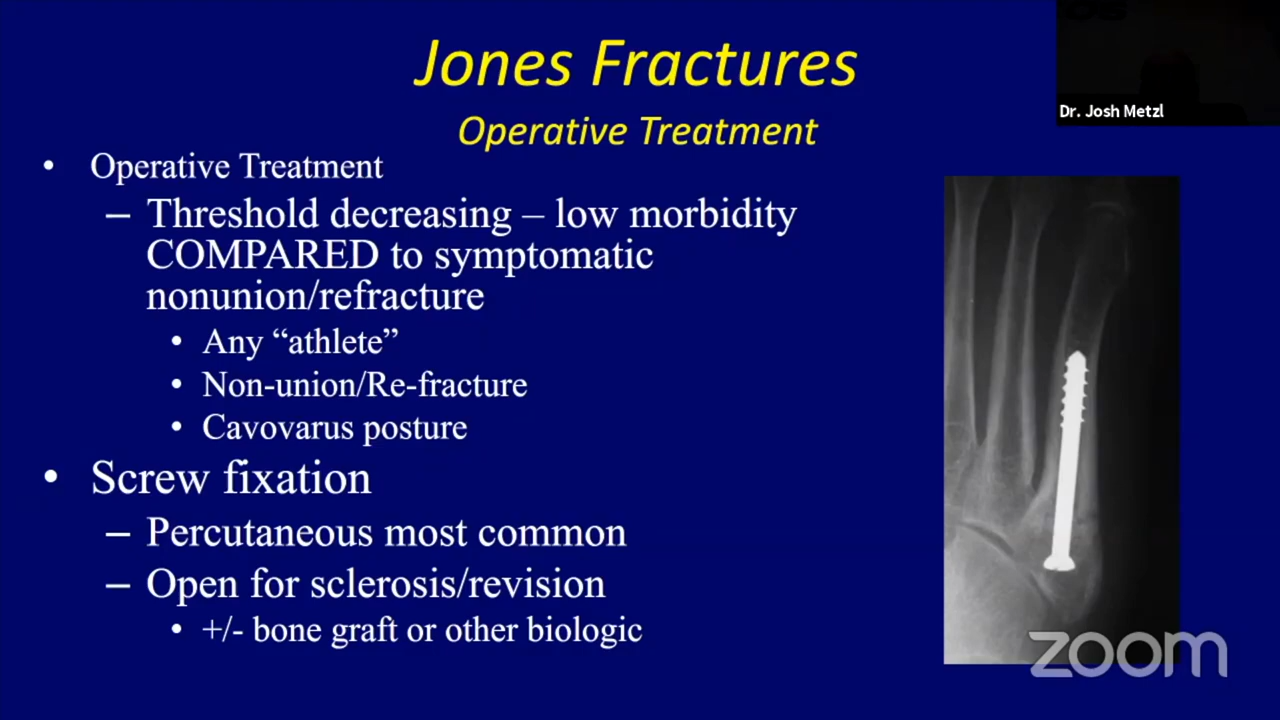 Jones Fractures
Dr. Josh Metzl
Operative Treatment
• Operative Treatment
– Threshold decreasing – low morbidity
COMPARED to symptomatic
nonunion/refracture
• Any “athlete”
• Non-union/Re-fracture
• Cavovarus posture
• Screw fixation
– Percutaneous most common
– Open for sclerosis/revision
• +/- bone graft or other biologic
zoom